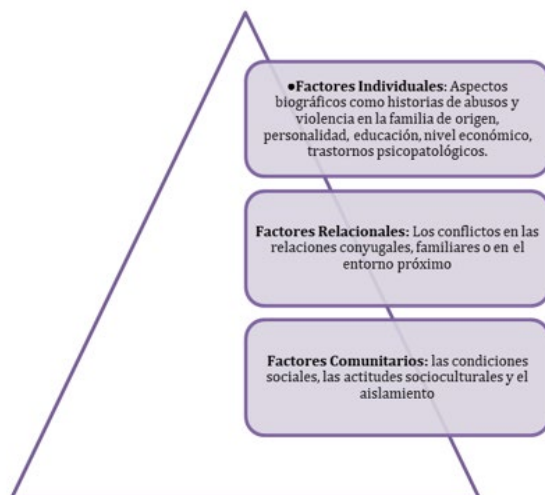 ●Factores Individuales: Aspectos
biográficos como historias de abusos y
violencia en la familia de origen,
personalidad, educación, nivel económico,
trastornos psicopatológicos.
Factores Relacionales: Los conflictos en las
relaciones conyugales, familiares o en el
entorno próximo
Factores Comunitarios: las condiciones
sociales, las actitudes socioculturales y el
aislamiento